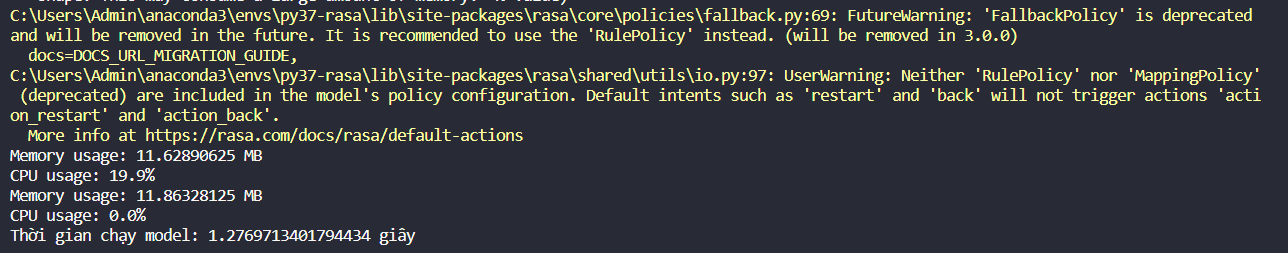 C:\Users\Admin\anaconda3\envs\py37-rasa\lib\site-packages\rasa\core\policies\fallback.py:69: FutureWarning: 'FallbackPolicy' is deprecated
and will be removed in the future. It is recommended to use the 'RulePolicy' instead. (will be removed in 3.0.0)
  docs=DOCS_URL_MIGRATION_GUIDE,
C:\Users\Admin\anaconda3\envs\py37-rasa\lib\site-packages\rasa\shared\utils\io.py:97: UserWarning: Neither 'RulePolicy' nor 'MappingPolicy'
 (deprecated) are included in the model's policy configuration. Default intents such as 'restart' and 'back' will not trigger actions 'acti
on_restart' and 'action_back'.
  More info at https://rasa.com/docs/rasa/default-actions
Memory usage: 11.62890625 MB
CPU usage: 19.9%
Memory usage: 11.86328125 MB
CPU usage: 0.0%
Thời gian chạy model: 1.2769713401794434 giây